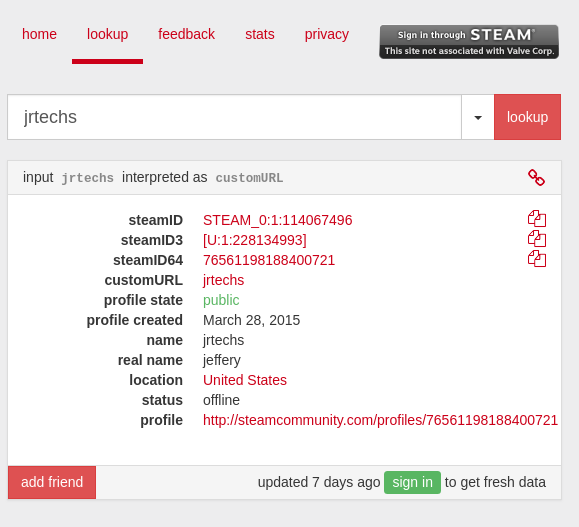 home lookup feedback stats privacy
Sign in through STEAM®
This site not associated with Valve Corp.
jrtechs lookup
input jrtechs interpreted as customURL
steamID STEAM_0:1:114067496
steamID3 [U:1:228134993]
steamID64 76561198188400721
customURL jrtechs
profile state public
profile created March 28, 2015
name jrtechs
real name jeffery
location United States
status offline
profile http://steamcommunity.com/profiles/76561198188400721
add friend updated 7 days ago sign in to get fresh data